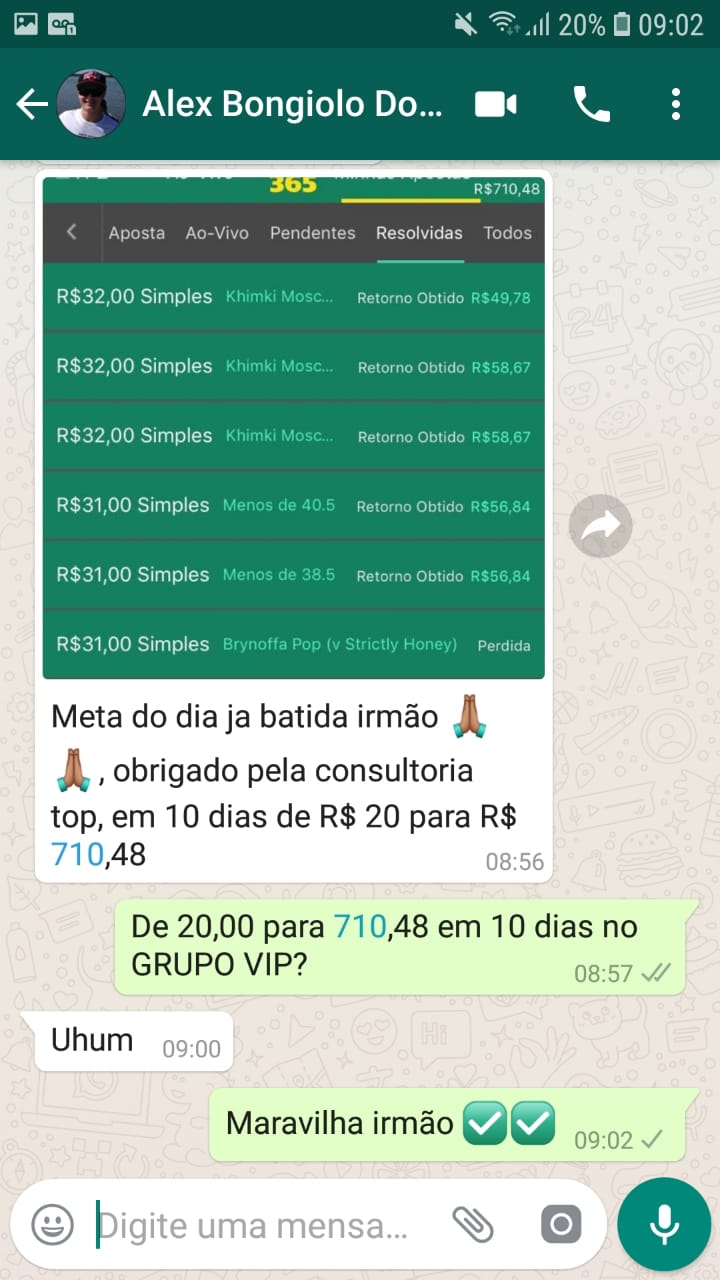 20% 09:02
Alex Bongiolo Do...
365
R$710,48
Aposta Ao-Vivo Pendentes Resolvidas Todos
R$32,00 Simples Khimki Mosc... Retorno Obtido R$49,78
R$32,00 Simples Khimki Mosc... Retorno Obtido R$58,67
R$32,00 Simples Khimki Mosc... Retorno Obtido R$58,67
R$31,00 Simples Menos de 40.5 Retorno Obtido R$56,84
R$31,00 Simples Menos de 38.5 Retorno Obtido R$56,84
R$31,00 Simples Brynoffa Pop (v Strictly Honey) Perdida
Meta do dia ja batida irmão 🙏🏽
🙏🏽, obrigado pela consultoria
top, em 10 dias de R$ 20 para R$
710,48
08:56
De 20,00 para 710,48 em 10 dias no
GRUPO VIP?
08:57
Uhum 09:00
Maravilha irmão ✅✅ 09:02
Digite uma mensa...